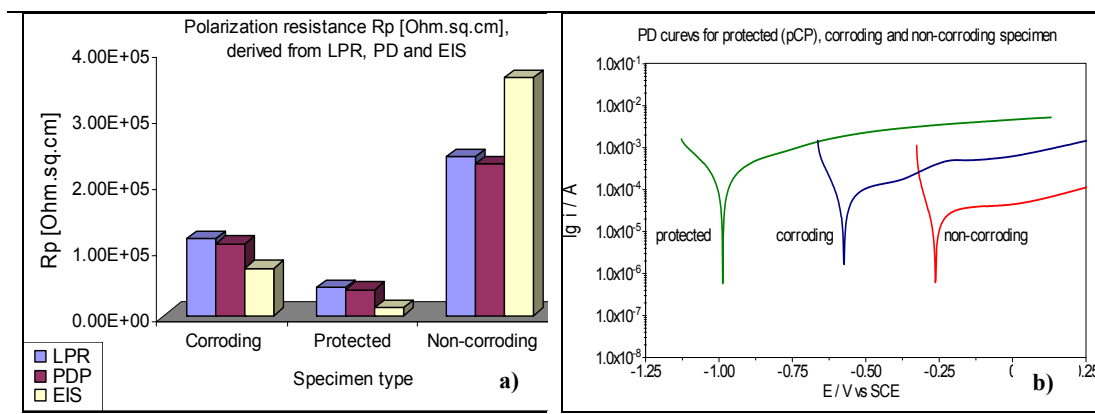 Polarization resistance Rp [Ohm.sq.cm],
derived from LPR, PD and EIS
Rp [Ohm.sq.cm]
4.00E+05
3.00E+05
2.00E+05
1.00E+05
0.00E+00
Corroding Protected Non-corroding
Specimen type
LPR
PDP
EIS
a)
PD curevs for protected (pCP), corroding and non-corroding specimen
lg i / A
1.0x10⁻¹
1.0x10⁻²
1.0x10⁻³
1.0x10⁻⁴
1.0x10⁻⁵
1.0x10⁻⁶
1.0x10⁻⁷
1.0x10⁻⁸
protected corroding non-corroding
-1.25 -1.00 -0.75 -0.50 -0.25 0 0.25
E / V vs SCE
b)